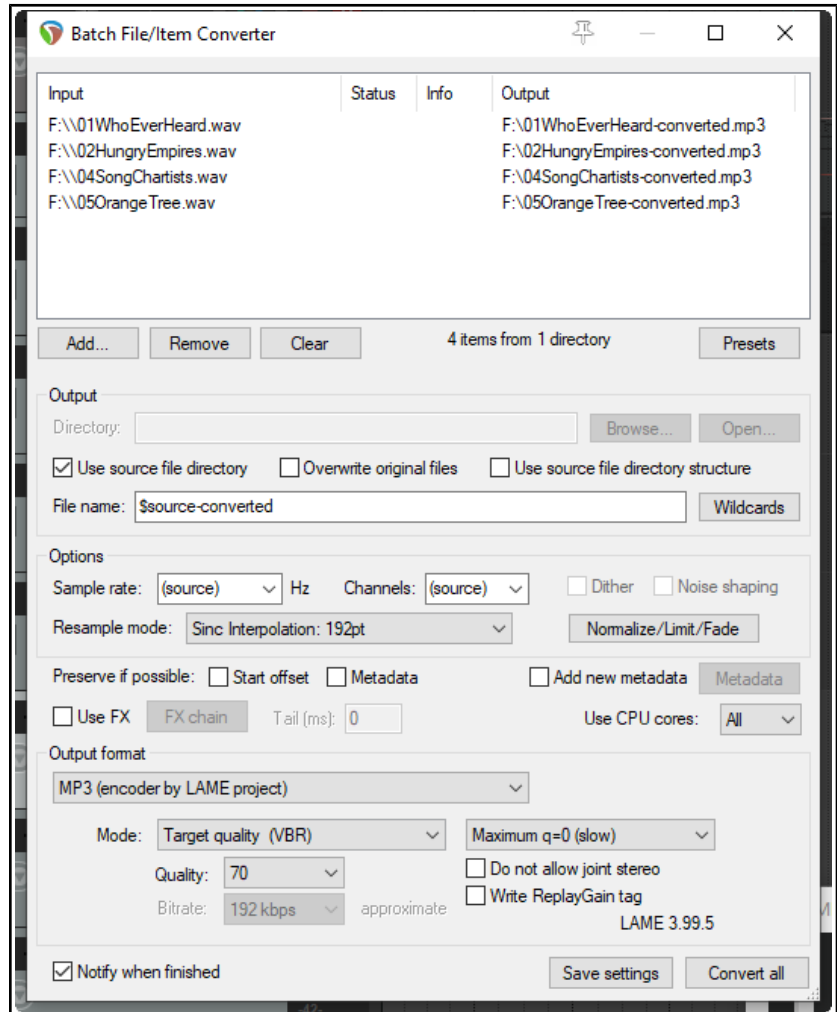 Batch File/Item Converter
Input Status Info Output
F:\\01WhoEverHeard.wav F:\01WhoEverHeard-converted.mp3
F:\\02HungryEmpires.wav F:\02HungryEmpires-converted.mp3
F:\\04SongChartists.wav F:\04SongChartists-converted.mp3
F:\\05OrangeTree.wav F:\05OrangeTree-converted.mp3
Add... Remove Clear 4 items from 1 directory Presets
Output
Directory: Browse... Open...
Use source file directory Overwrite original files Use source file directory structure
File name: $source-converted Wildcards
Options
Sample rate: (source) Hz Channels: (source) Dither Noise shaping
Resample mode: Sinc Interpolation: 192pt Normalize/Limit/Fade
Preserve if possible: Start offset Metadata Add new metadata Metadata
Use FX FX chain Tail (ms): 0 Use CPU cores: All
Output format
MP3 (encoder by LAME project)
Mode: Target quality (VBR) Maximum q=0 (slow)
Quality: 70 Do not allow joint stereo
Bitrate: 192 kbps approximate Write ReplayGain tag
LAME 3.99.5
Notify when finished Save settings Convert all
-42-